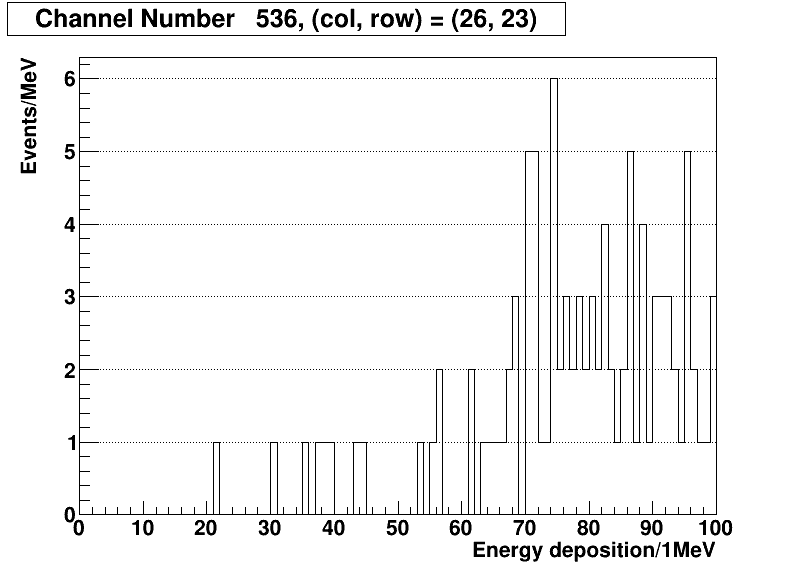 Channel Number 536, (col, row) = (26, 23)
Events/MeV
6
5
4
3
2
1
0
0 10 20 30 40 50 60 70 80 90 100
Energy deposition/1MeV